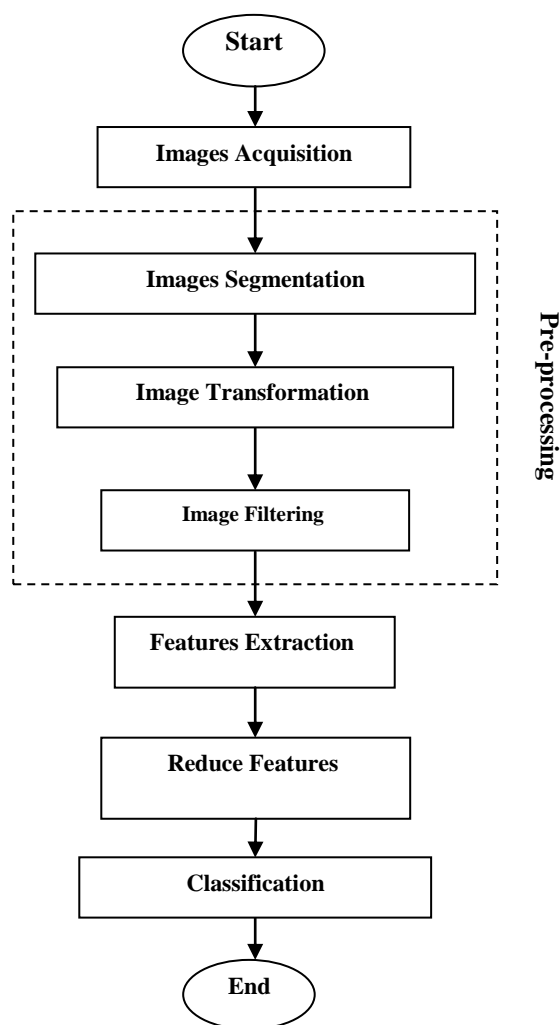 Start
Images Acquisition
Images Segmentation
Image Transformation
Image Filtering
Pre-processing
Features Extraction
Reduce Features
Classification
End